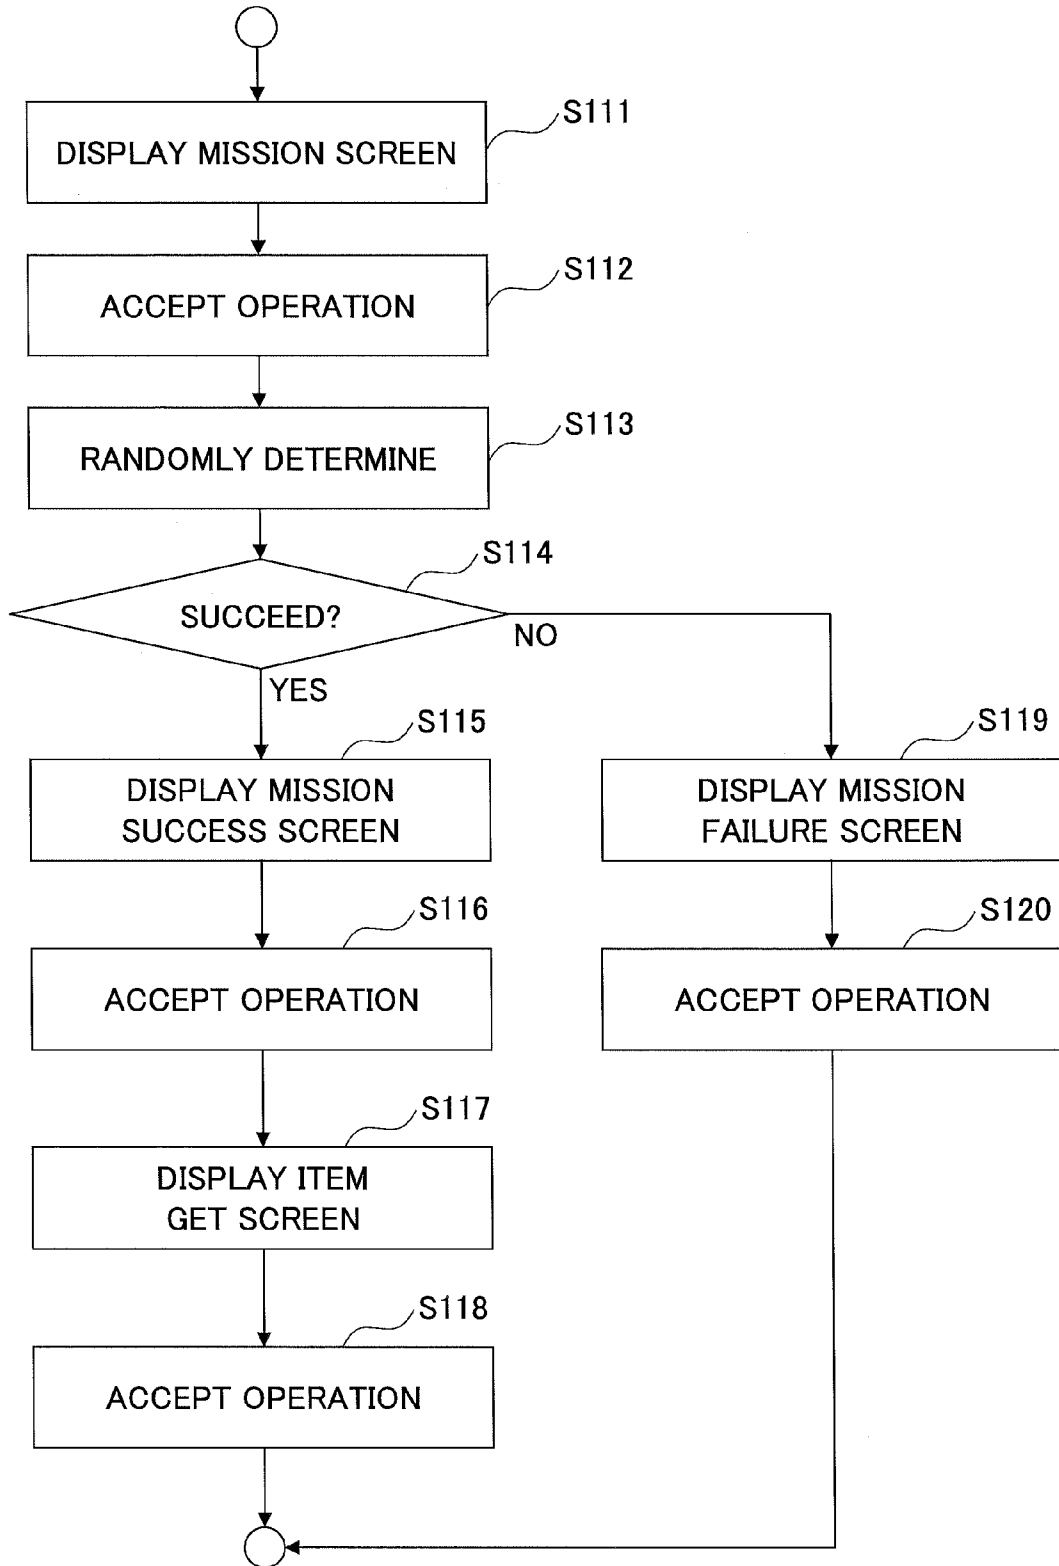 S111
DISPLAY MISSION SCREEN
S112
ACCEPT OPERATION
S113
RANDOMLY DETERMINE
S114
SUCCEED?
NO
YES
S115
DISPLAY MISSION
SUCCESS SCREEN
S116
ACCEPT OPERATION
S117
DISPLAY ITEM
GET SCREEN
S118
ACCEPT OPERATION
S119
DISPLAY MISSION
FAILURE SCREEN
S120
ACCEPT OPERATION